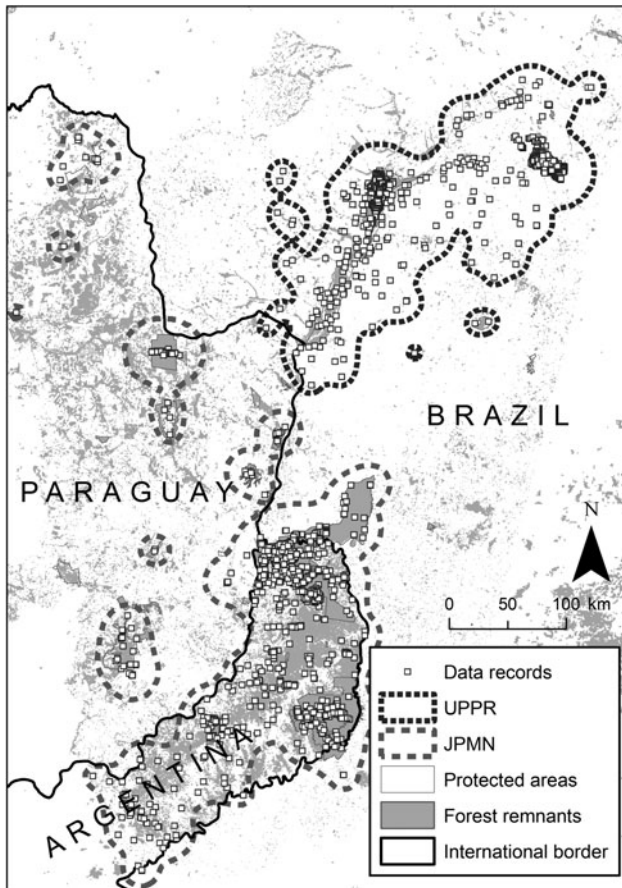 BRAZIL
PARAGUAY
ARGENTINA
N
0 50 100 km
Data records
UPPR
JPMN
Protected areas
Forest remnants
International border